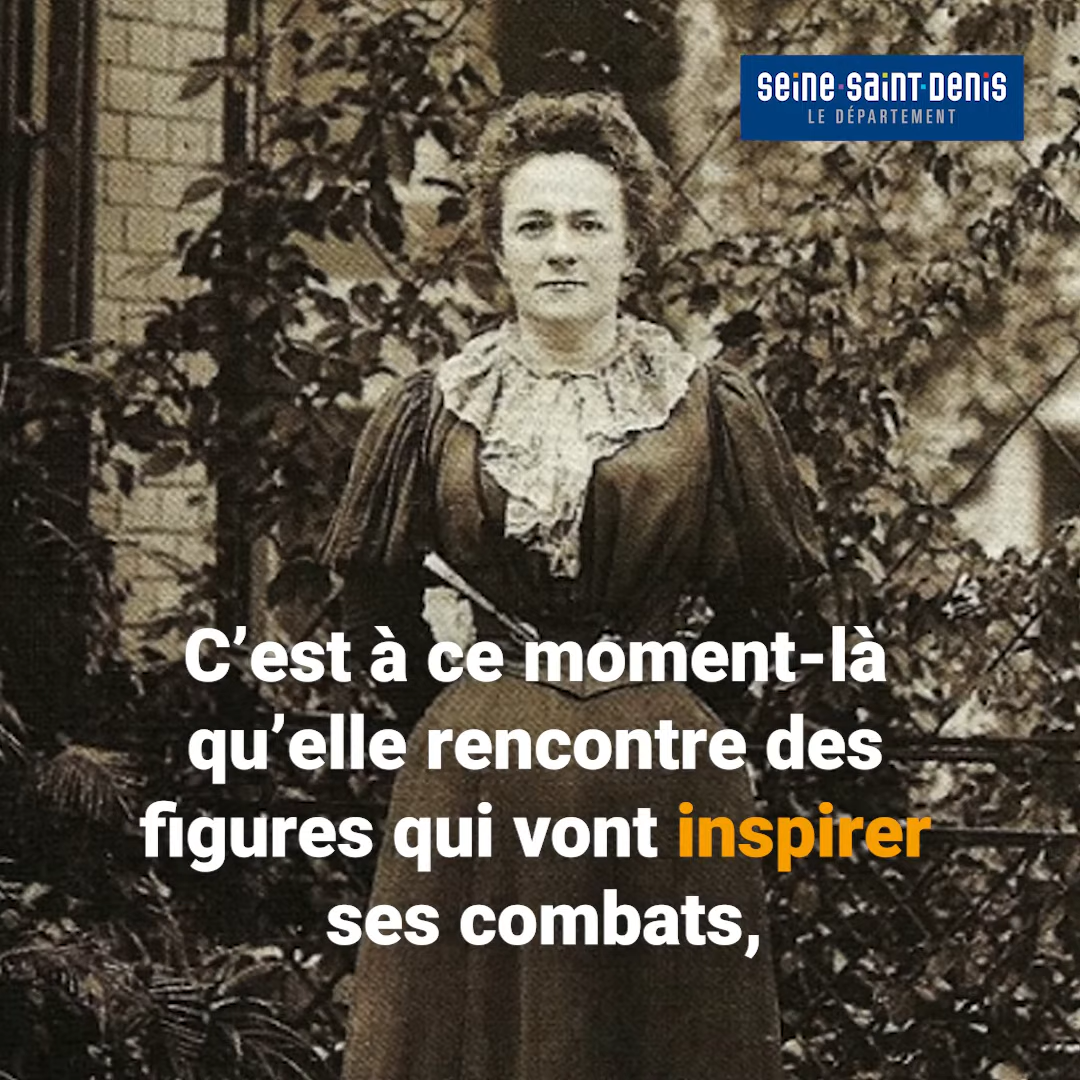 SEINE·SAINT·DENIS
LE DÉPARTEMENT
C’est à ce moment-là
qu’elle rencontre des
figures qui vont inspirer
ses combats,